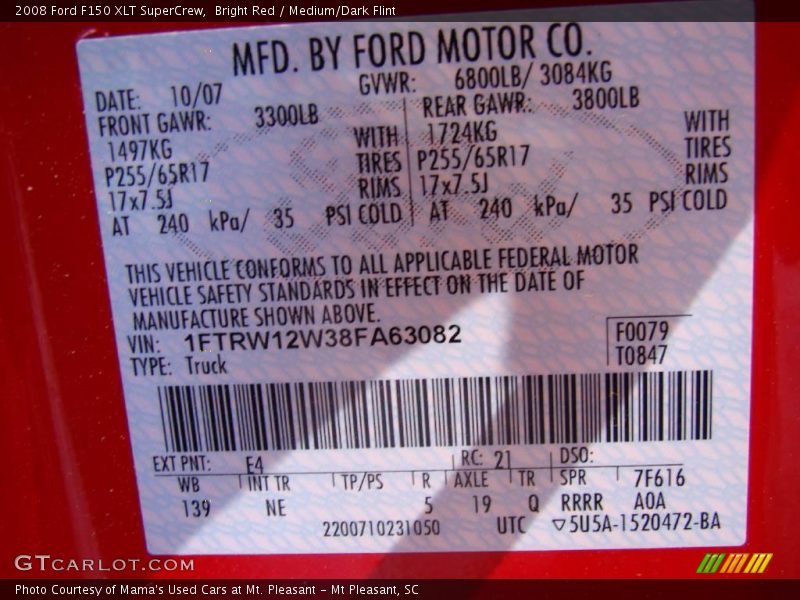 2008 Ford F150 XLT SuperCrew, Bright Red / Medium/Dark Flint
MFD. BY FORD MOTOR CO.
DATE: 10/07 GVWR: 6800LB/ 3084KG
FRONT GAWR: 3300LB REAR GAWR: 3800LB
1497KG WITH 1724KG WITH
P255/65R17 TIRES P255/65R17 TIRES
17x7.5J RIMS 17x7.5J RIMS
AT 240 kPa/ 35 PSI COLD AT 240 kPa/ 35 PSI COLD
THIS VEHICLE CONFORMS TO ALL APPLICABLE FEDERAL MOTOR
VEHICLE SAFETY STANDARDS IN EFFECT ON THE DATE OF
MANUFACTURE SHOWN ABOVE.
VIN: 1FTRW12W38FA63082 F0079
TYPE: Truck T0847
EXT PNT: E4 RC: 21 DSO:
WB INT TR TP/PS R AXLE TR SPR 7F616
139 NE 5 19 Q RRRR A0A
2200710231050 UTC ▽5U5A-1520472-BA
GTCARLOT.COM
Photo Courtesy of Mama's Used Cars at Mt. Pleasant - Mt Pleasant, SC